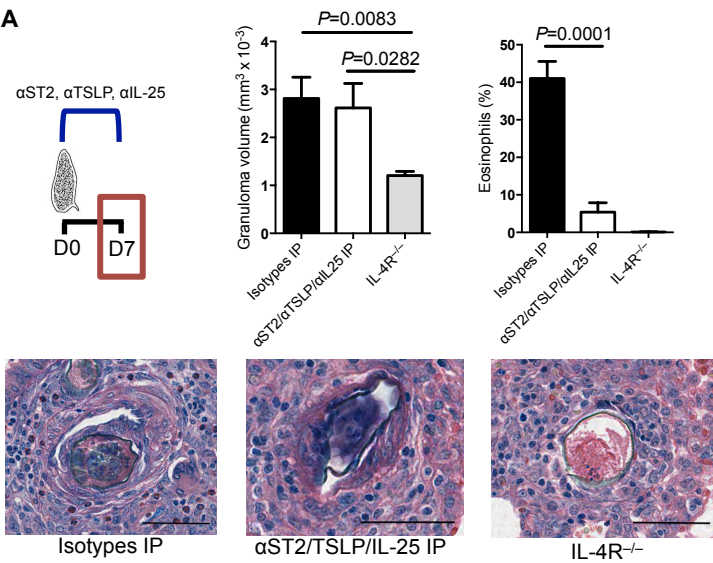 A
αST2, αTSLP, αIL-25
D0
D7
P=0.0083
P=0.0282
Granuloma volume (mm³ x 10⁻³)
4
3
2
1
0
Isotypes IP
αST2/αTSLP/αIL25 IP
IL-4R⁻/⁻
P=0.0001
Eosinophils (%)
50
40
30
20
10
0
Isotypes IP
αST2/αTSLP/αIL25 IP
IL-4R⁻/⁻
Isotypes IP
αST2/TSLP/IL-25 IP
IL-4R⁻/⁻